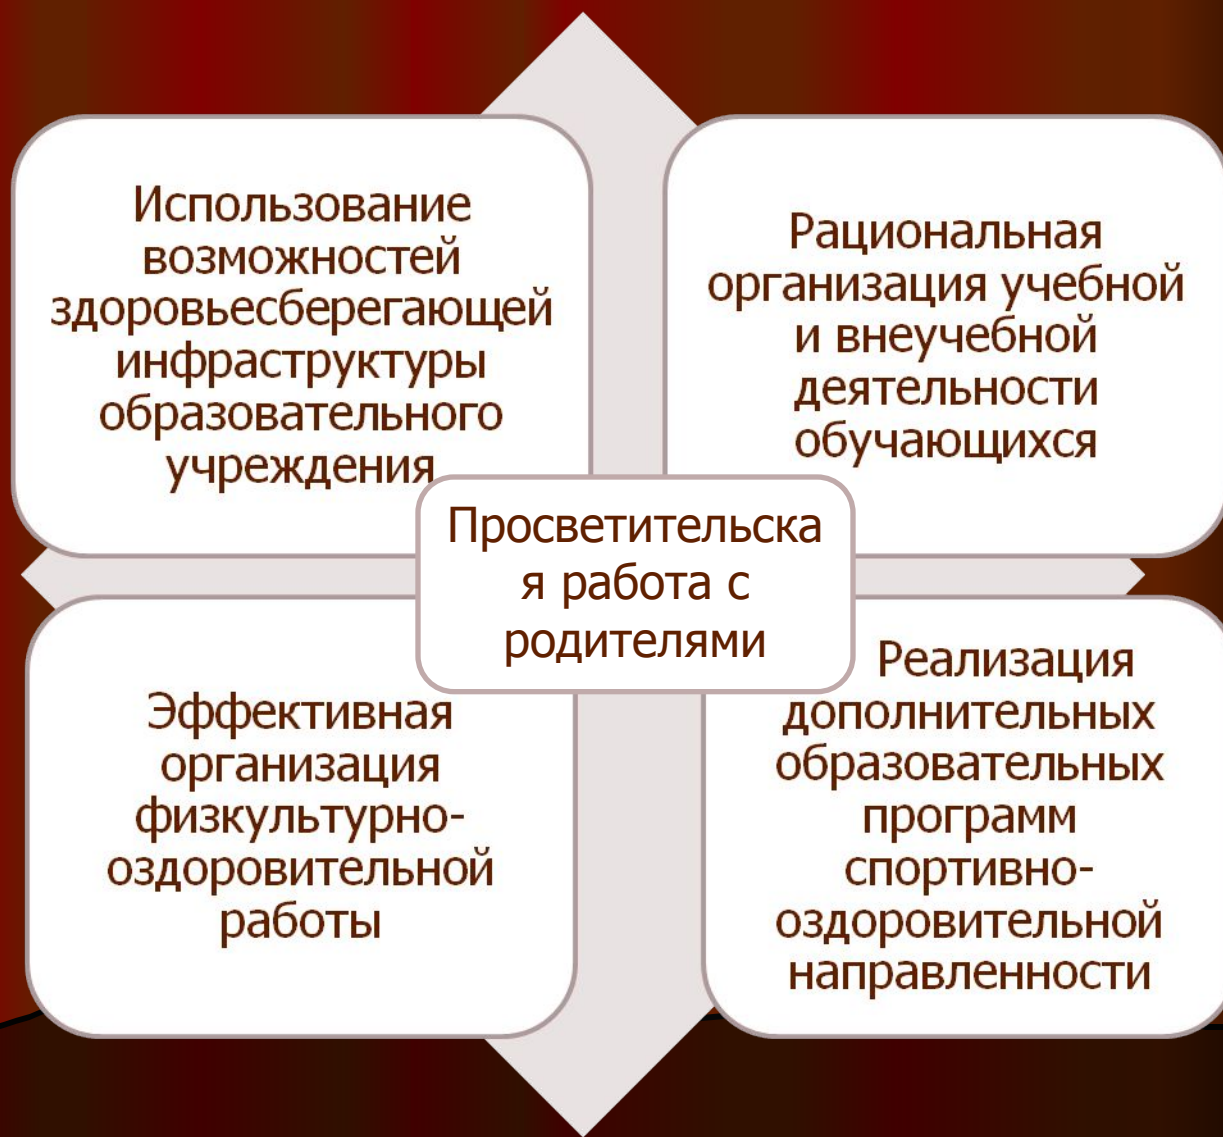 Использование
возможностей
здоровьесберегающей
инфраструктуры
образовательного
учреждения
Рациональная
организация учебной
и внеучебной
деятельности
обучающихся
Просветительска
я работа с
родителями
Эффективная
организация
физкультурно-
оздоровительной
работы
Реализация
дополнительных
образовательных
программ
спортивно-
оздоровительной
направленности